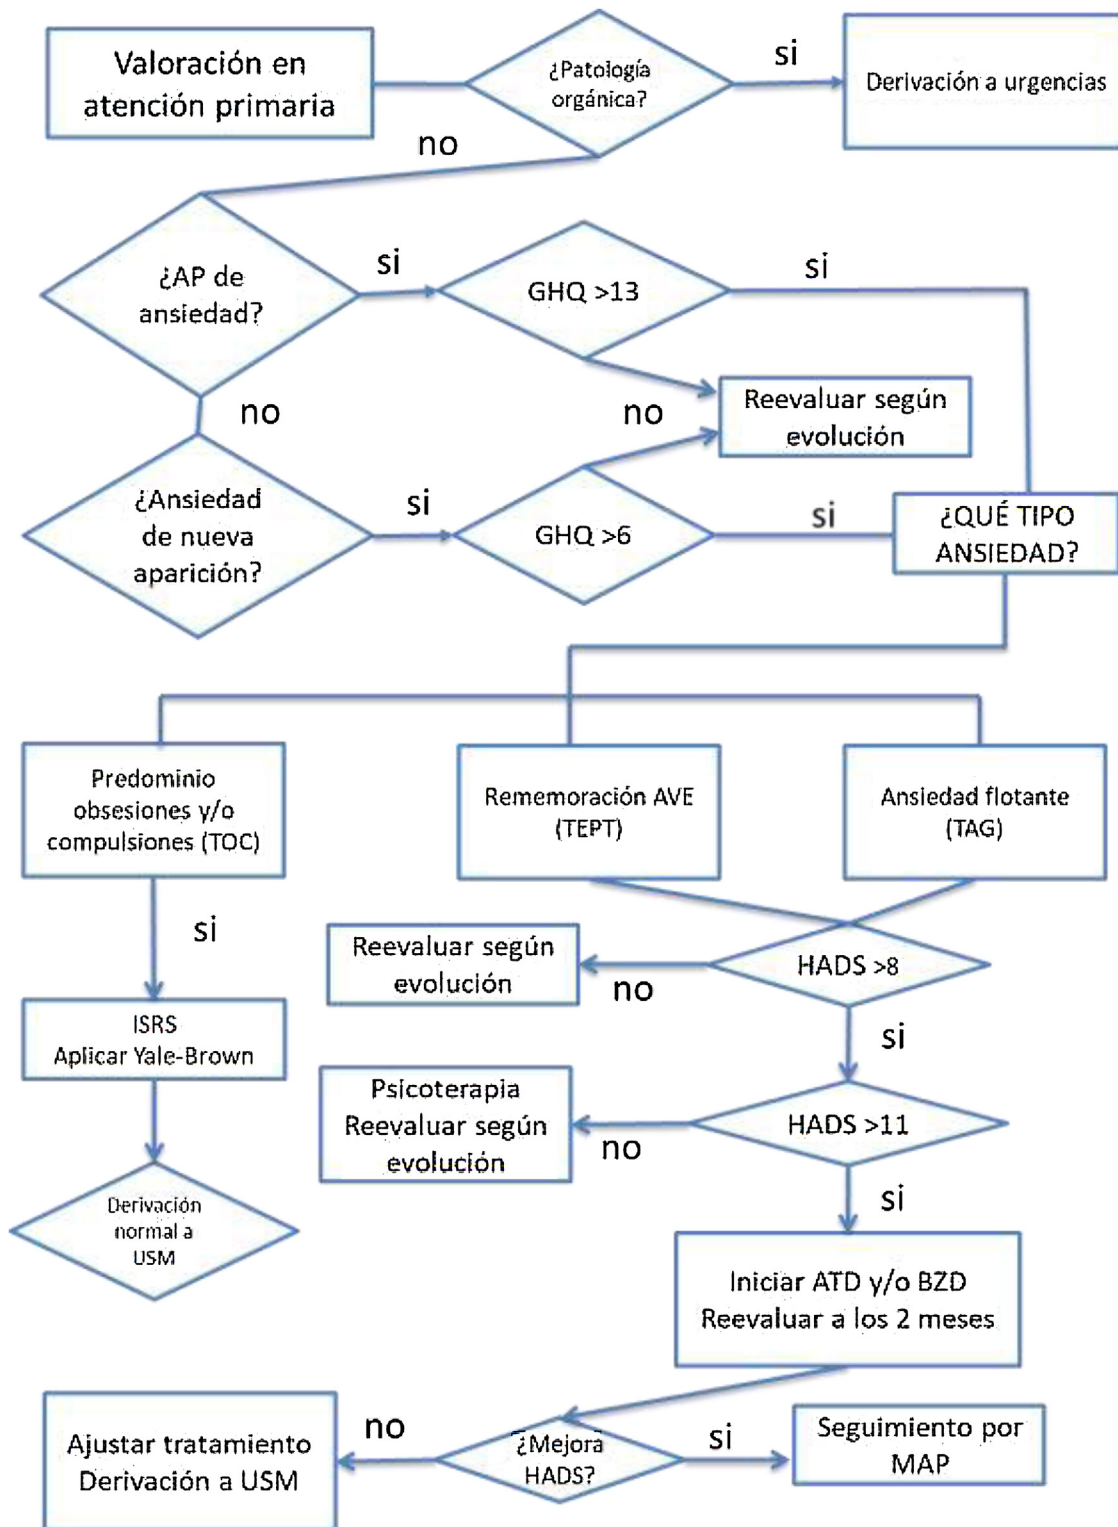 Valoración en
atención primaria
¿Patología
orgánica?
si
Derivación a urgencias
no
¿AP de
ansiedad?
si
GHQ >13
si
no
no
Reevaluar según
evolución
¿Ansiedad
de nueva
aparición?
si
GHQ >6
si
¿QUÉ TIPO
ANSIEDAD?
Predominio
obsesiones y/o
compulsiones (TOC)
Rememoración AVE
(TEPT)
Ansiedad flotante
(TAG)
si
Reevaluar según
evolución
no
HADS >8
ISRS
Aplicar Yale-Brown
si
Psicoterapia
Reevaluar según
evolución
no
HADS >11
Derivación
normal a
USM
si
Iniciar ATD y/o BZD
Reevaluar a los 2 meses
Ajustar tratamiento
Derivación a USM
no
¿Mejora
HADS?
si
Seguimiento por
MAP